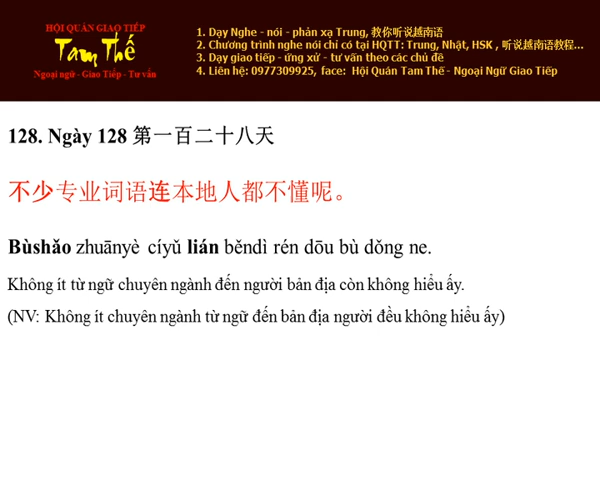 HỘI QUÁN GIAO TIẾP
Tam Thế
Ngoại ngữ - Giao Tiếp - Tư vấn
1. Dạy Nghe - nói - phản xạ Trung, 教你听说越南语
2. Chương trình nghe nói chỉ có tại HQTT: Trung, Nhật, HSK , 听说越南语教程...
3. Dạy giao tiếp - ứng xử - tư vấn theo các chủ đề
4. Liên hệ: 0977309925, face: Hội Quán Tam Thế - Ngoại Ngữ Giao Tiếp
128. Ngày 128 第一百二十八天
不少专业词语连本地人都不懂呢。
Bùshǎo zhuānyè cíyǔ lián běndì rén dōu bù dǒng ne.
Không ít từ ngữ chuyên ngành đến người bản địa còn không hiểu ấy.
(NV: Không ít chuyên ngành từ ngữ đến bản địa người đều không hiểu ấy)